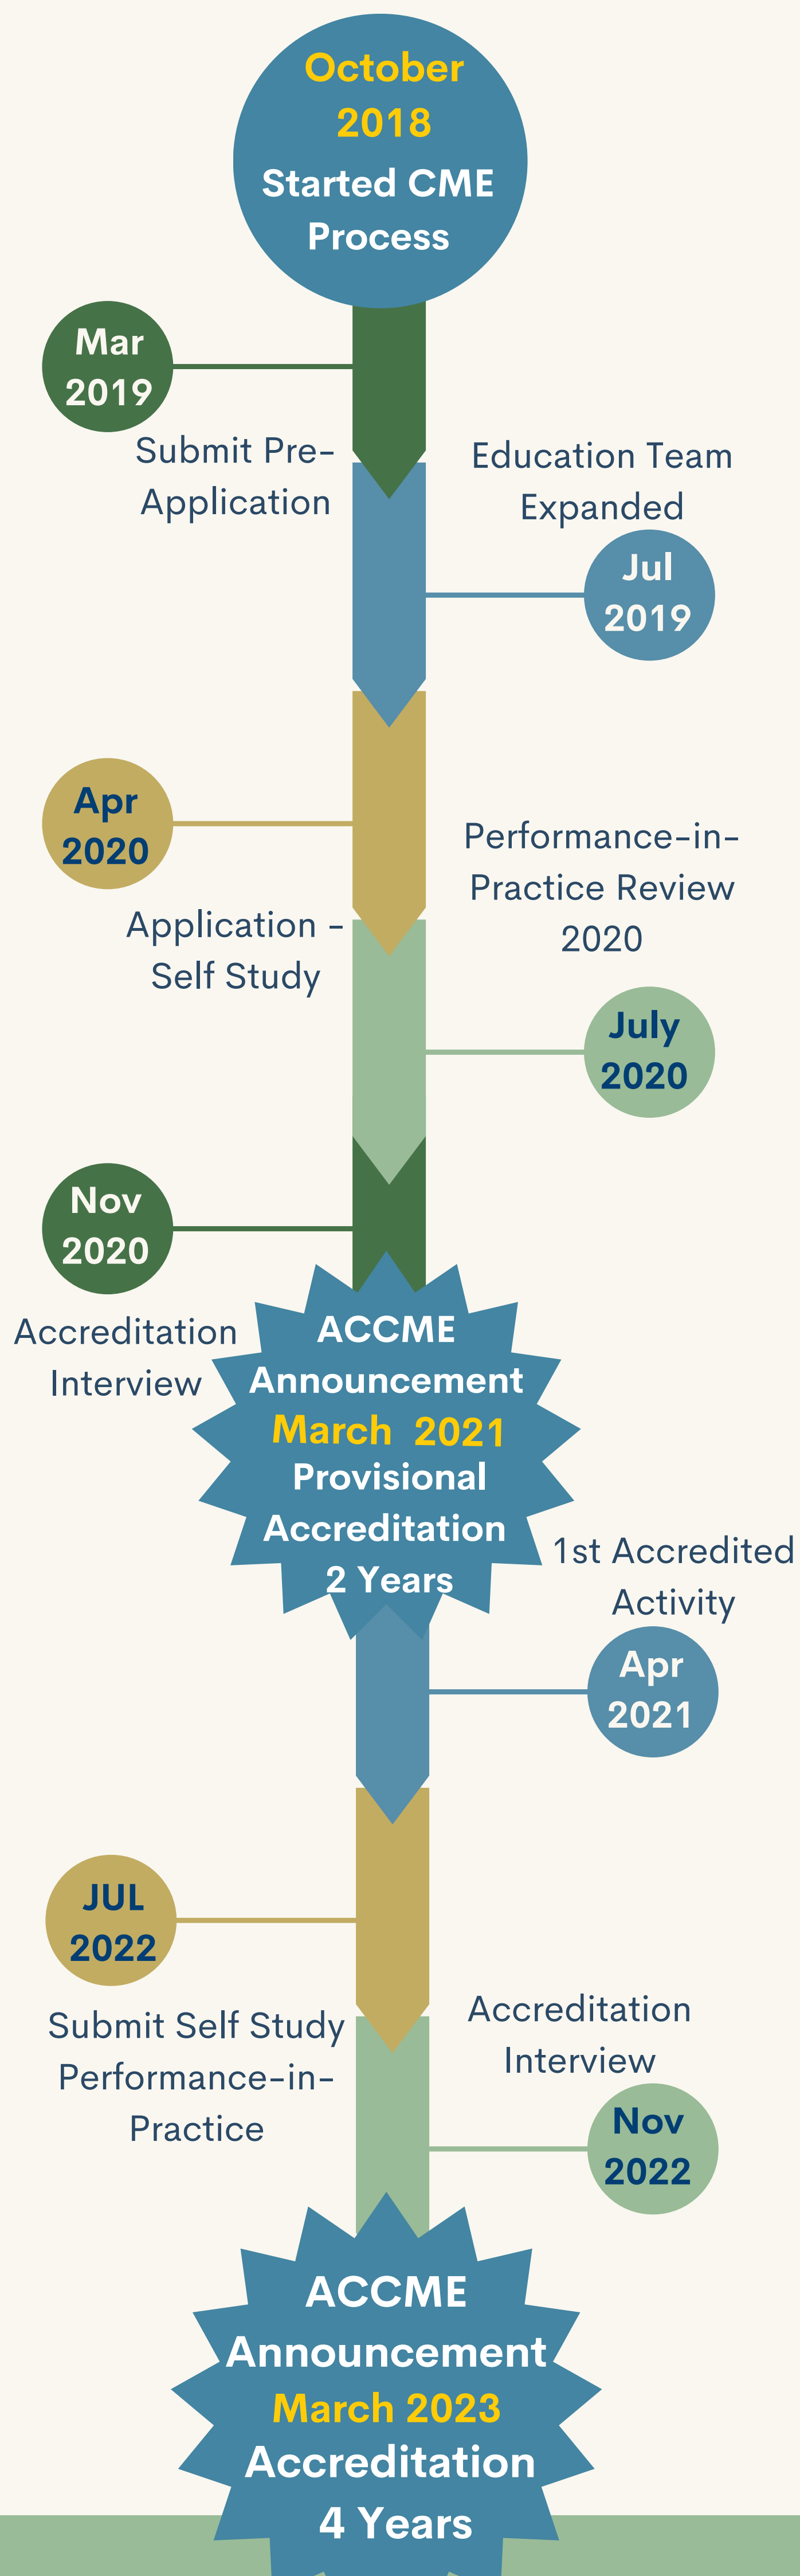 October
2018
Started CME
Process
Mar
2019
Submit Pre-
Application
Education Team
Expanded
Jul
2019
Apr
2020
Application -
Self Study
Performance-in-
Practice Review
2020
July
2020
Nov
2020
Accreditation
Interview
ACCME
Announcement
March 2021
Provisional
Accreditation
2 Years
1st Accredited
Activity
Apr
2021
JUL
2022
Submit Self Study
Performance-in-
Practice
Accreditation
Interview
Nov
2022
ACCME
Announcement
March 2023
Accreditation
4 Years